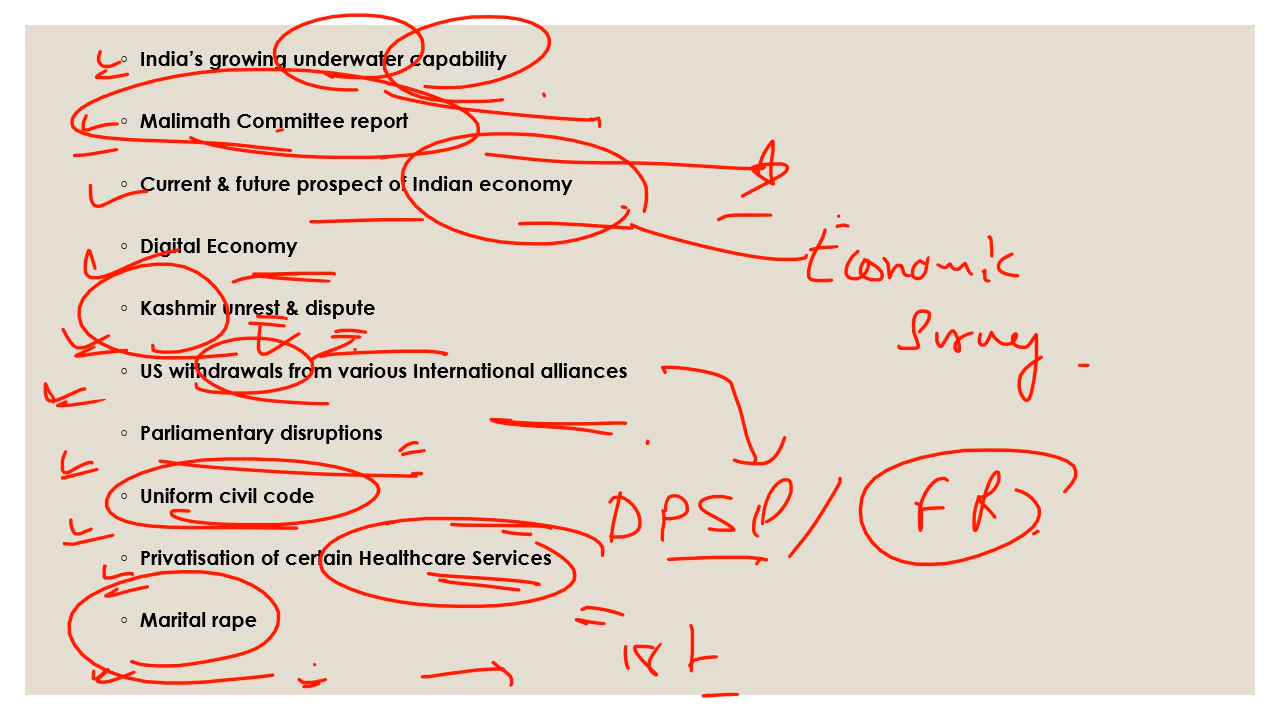 India's growing underwater capability
Malimath Committee report
Current & future prospect of Indian economy
Digital Economy
Economic
Kashmir unrest & dispute
Survey
US withdrawals from various International alliances
Parliamentary disruptions
Uniform civil code
DPSP / FR
Privatisation of certain Healthcare Services
Marital rape
18+